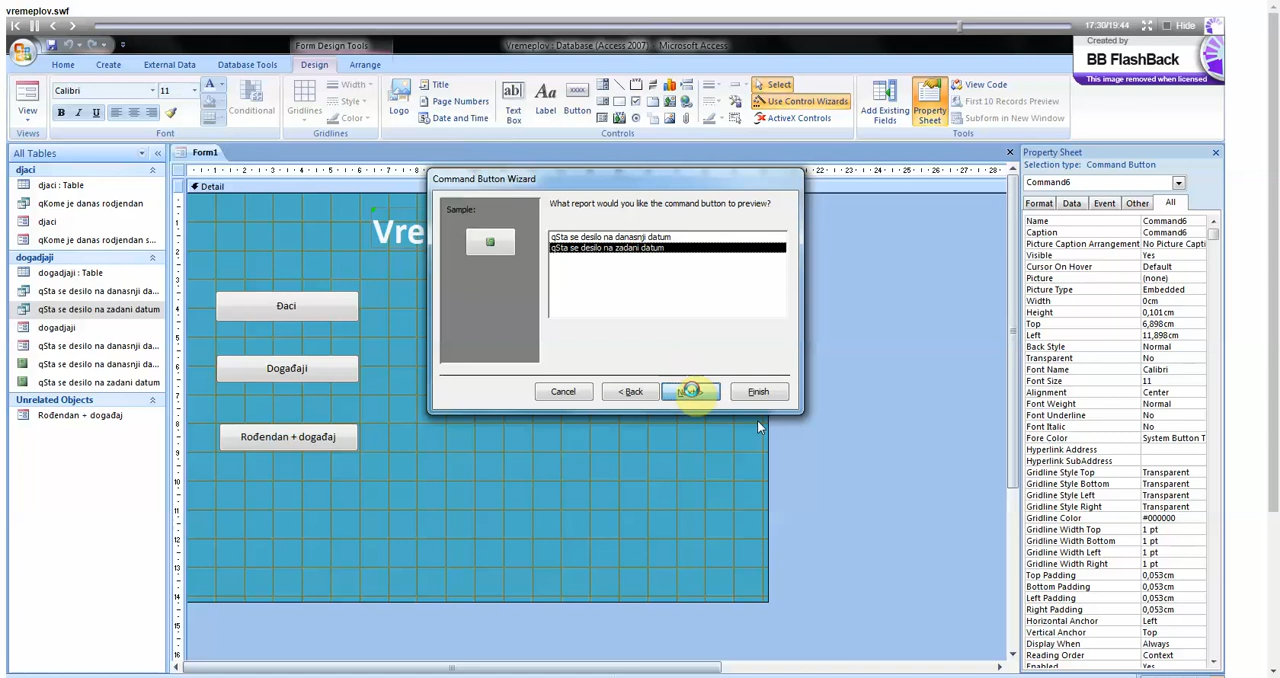 vremeplov.swf
17:30/19:44
Hide
Created by
BB FlashBack
This image removed when licensed
Form Design Tools
Vremeplov : Database (Access 2007) - Microsoft Access
Home
Create
External Data
Database Tools
Design
Arrange
View
Views
Calibri
11
B I U
Conditional
Font
Gridlines
Width
Style
Color
Gridlines
Logo
Title
Page Numbers
Date and Time
Text Box
Label
Button
Controls
Select
Use Control Wizards
ActiveX Controls
Add Existing Fields
Property Sheet
View Code
First 10 Records Preview
Subform in New Window
Tools
All Tables
djaci
djaci : Table
qKome je danas rodjendan
djaci
qKome je danas rodjendan s...
dogadjaji
dogadjaji : Table
qSta se desilo na danasnji da...
qSta se desilo na zadani datum
dogadjaji
qSta se desilo na danasnji da...
qSta se desilo na danasnji da...
qSta se desilo na zadani datum
Unrelated Objects
Rođendan + događaj
Form1
Detail
Vre
Đaci
Događaji
Rođendan + događaj
Command Button Wizard
Sample:
What report would you like the command button to preview?
qSta se desilo na danasnji datum
qSta se desilo na zadani datum
Cancel
< Back
Finish
Property Sheet
Selection type: Command Button
Command6
Format Data Event Other All
Name Command6
Caption Command6
Picture Caption Arrangement No Picture Capti
Visible Yes
Cursor On Hover Default
Picture (none)
Picture Type Embedded
Width 0cm
Height 0,101cm
Top 6,898cm
Left 11,898cm
Back Style Normal
Transparent No
Font Name Calibri
Font Size 11
Alignment Center
Font Weight Normal
Font Underline No
Font Italic No
Fore Color System Button T
Hyperlink Address
Hyperlink SubAddress
Gridline Style Top Transparent
Gridline Style Bottom Transparent
Gridline Style Left Transparent
Gridline Style Right Transparent
Gridline Color #000000
Gridline Width Top 1 pt
Gridline Width Bottom 1 pt
Gridline Width Left 1 pt
Gridline Width Right 1 pt
Top Padding 0,053cm
Bottom Padding 0,053cm
Left Padding 0,053cm
Right Padding 0,053cm
Horizontal Anchor Left
Vertical Anchor Top
Display When Always
Reading Order Context
Enabled Yes